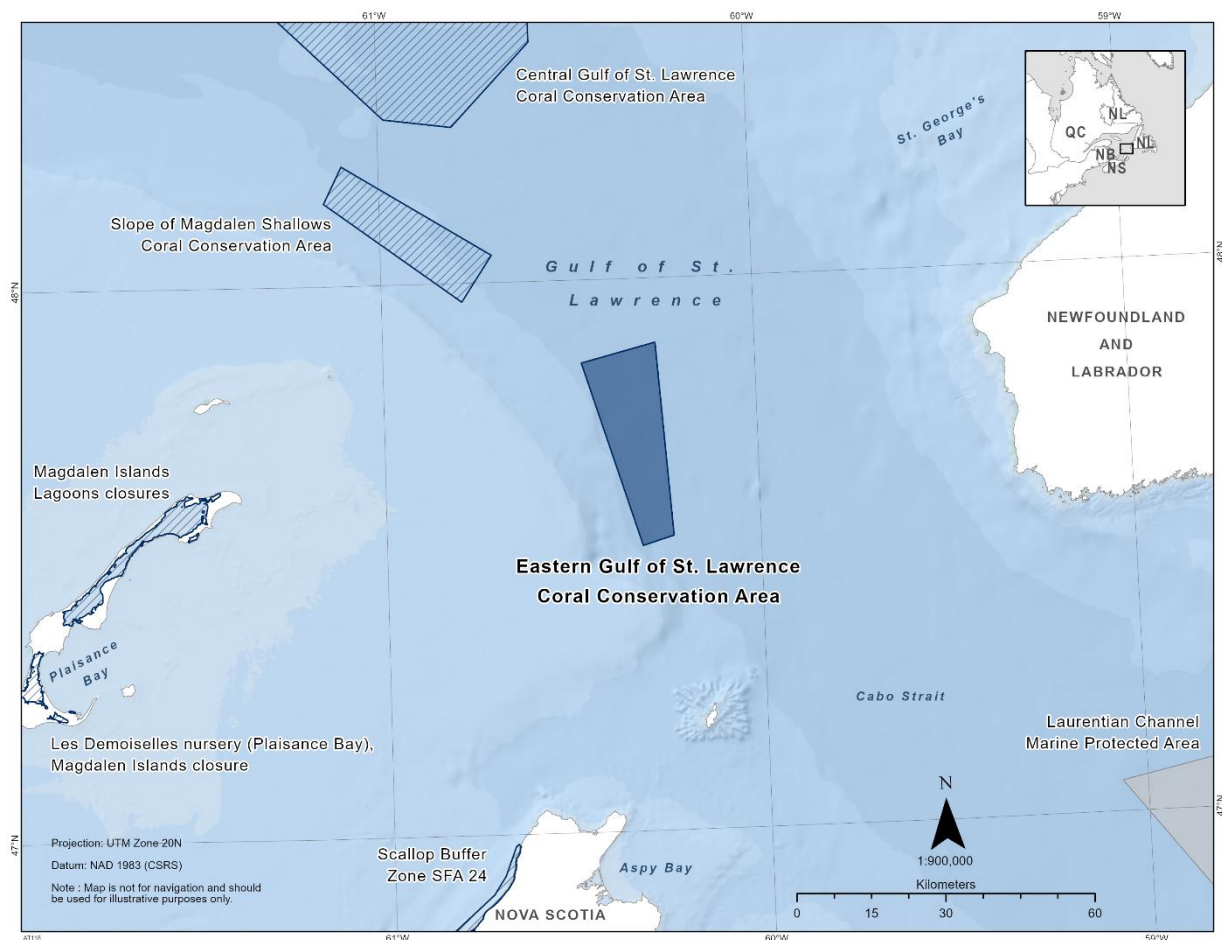 61°W
60°W
59°W
Central Gulf of St. Lawrence
Coral Conservation Area
St. George's
Bay
NL
QC
NL
NB
NS
Slope of Magdalen Shallows
Coral Conservation Area
Gulf of St.
Lawrence
48°N
48°N
NEWFOUNDLAND
AND
LABRADOR
Magdalen Islands
Lagoons closures
Eastern Gulf of St. Lawrence
Coral Conservation Area
Plaisance
Bay
Cabo Strait
Laurentian Channel
Marine Protected Area
Les Demoiselles nursery (Plaisance Bay),
Magdalen Islands closure
N
47°N
47°N
Projection: UTM Zone 20N
Datum: NAD 1983 (CSRS)
Note : Map is not for navigation and should
be used for illustrative purposes only.
Scallop Buffer
Zone SFA 24
Aspy Bay
NOVA SCOTIA
1:900,000
Kilometers
0 15 30 60
AT116
61°W
60°W
59°W